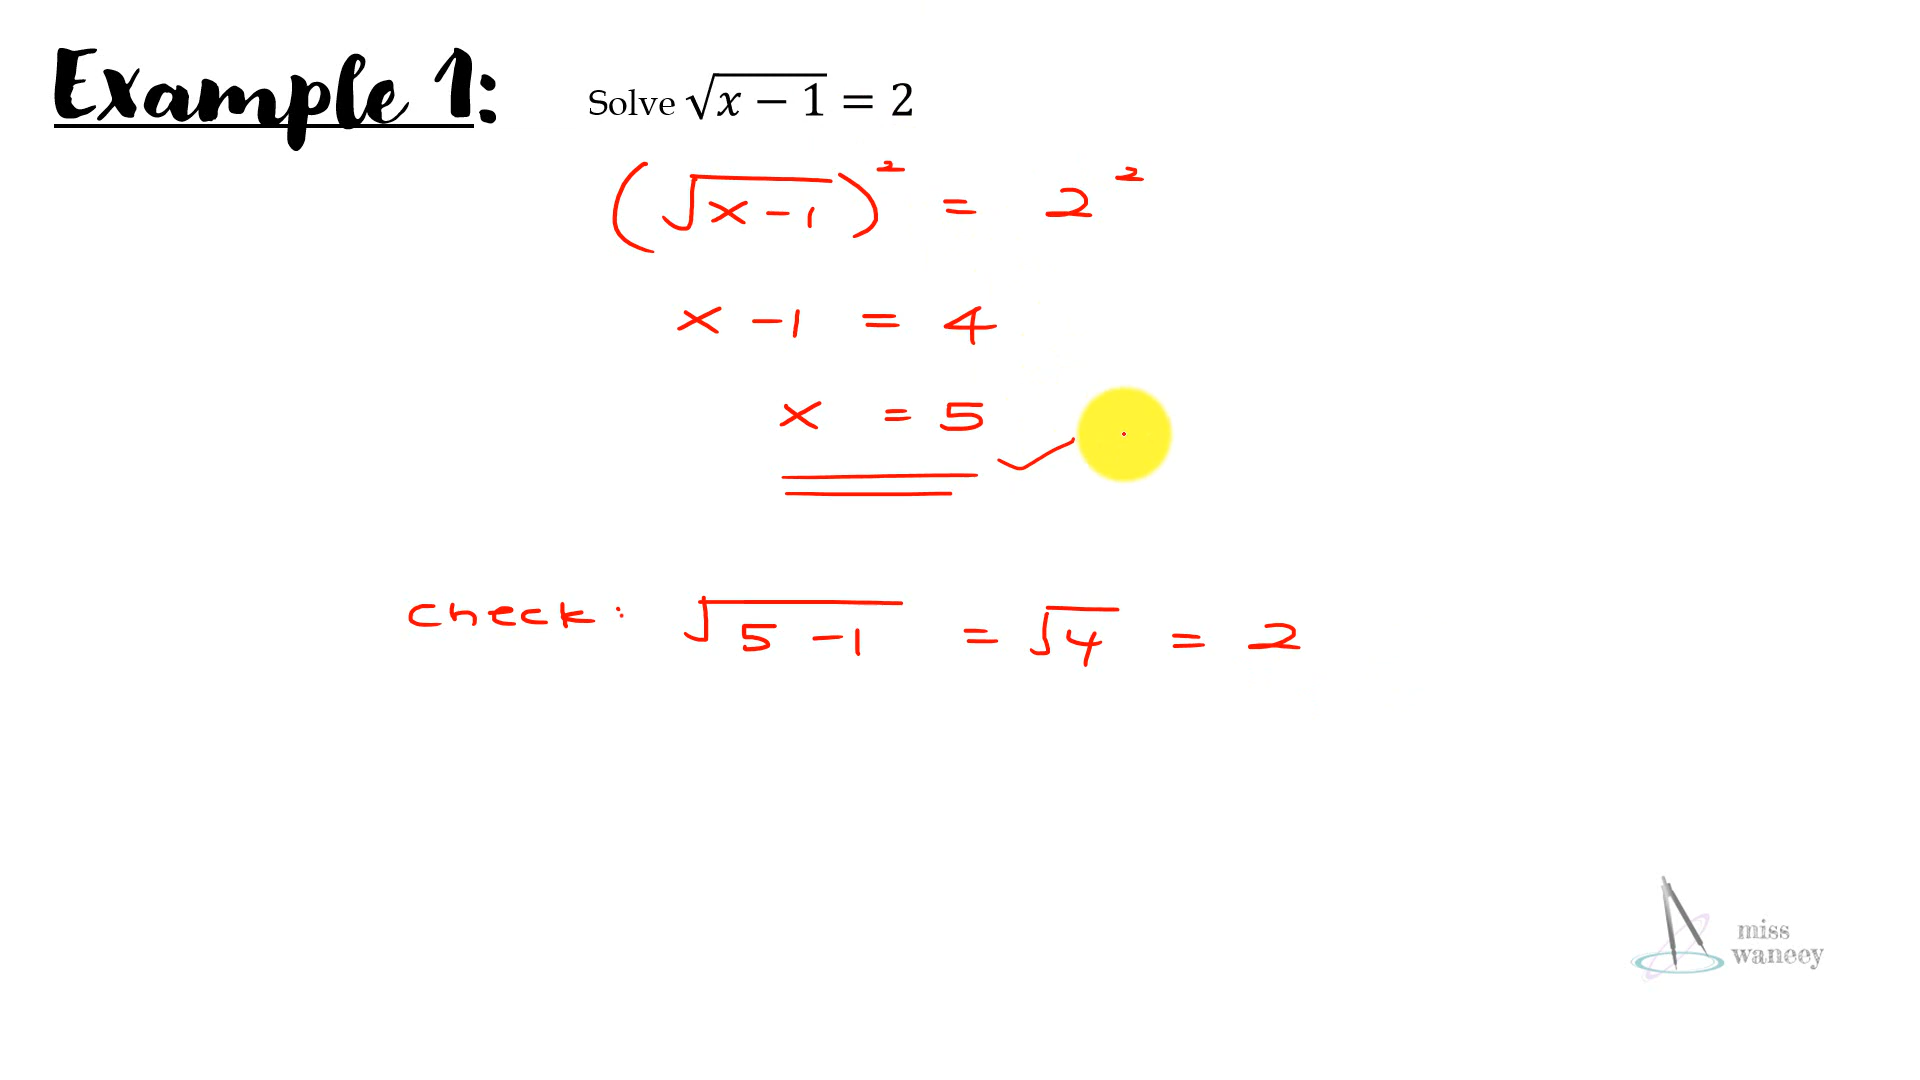 Example 1:
Solve √x − 1 = 2
(√x − 1)² = 2²
x − 1 = 4
x = 5
check: √5 − 1 = √4 = 2
miss
waneey